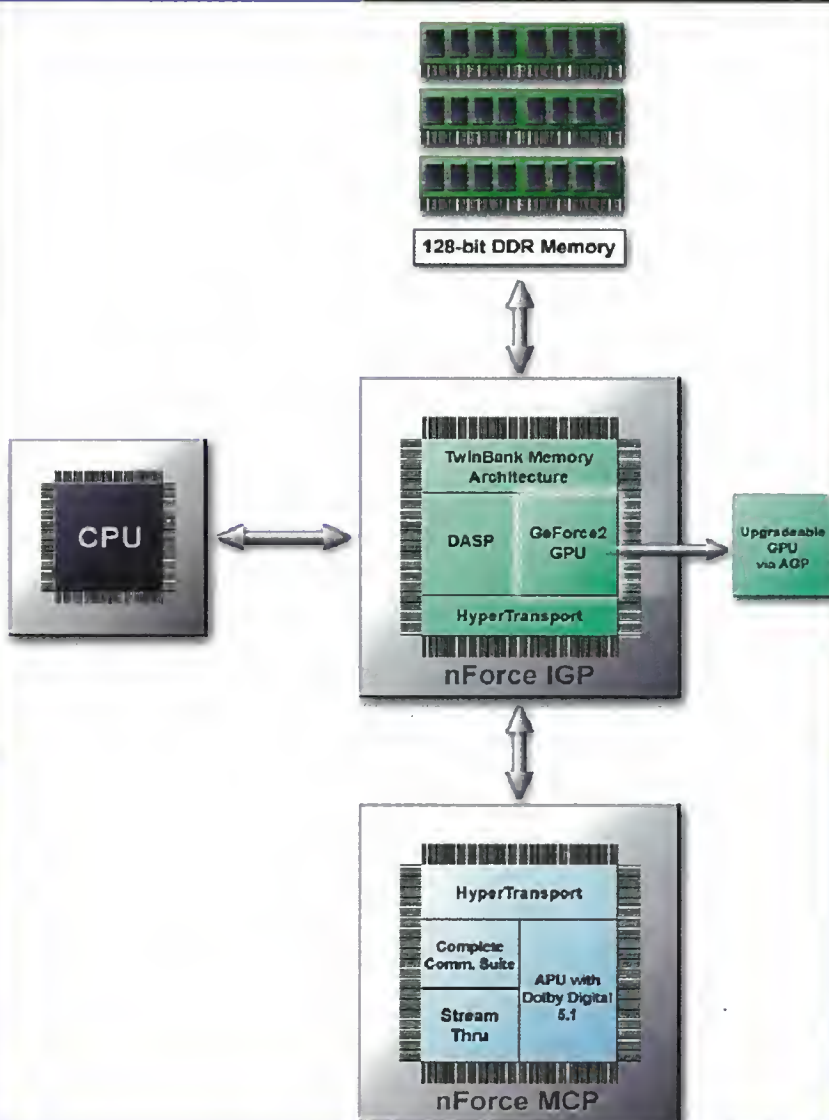 128-bit DDR Memory
TwinBank Memory
Architecture
CPU
DASP
GeForce2
GPU
Upgradeable
GPU
via AGP
HyperTransport
nForce IGP
HyperTransport
Complete
Comm. Suite
APU with
Dolby Digital
5.1
Stream
Thru
nForce MCP